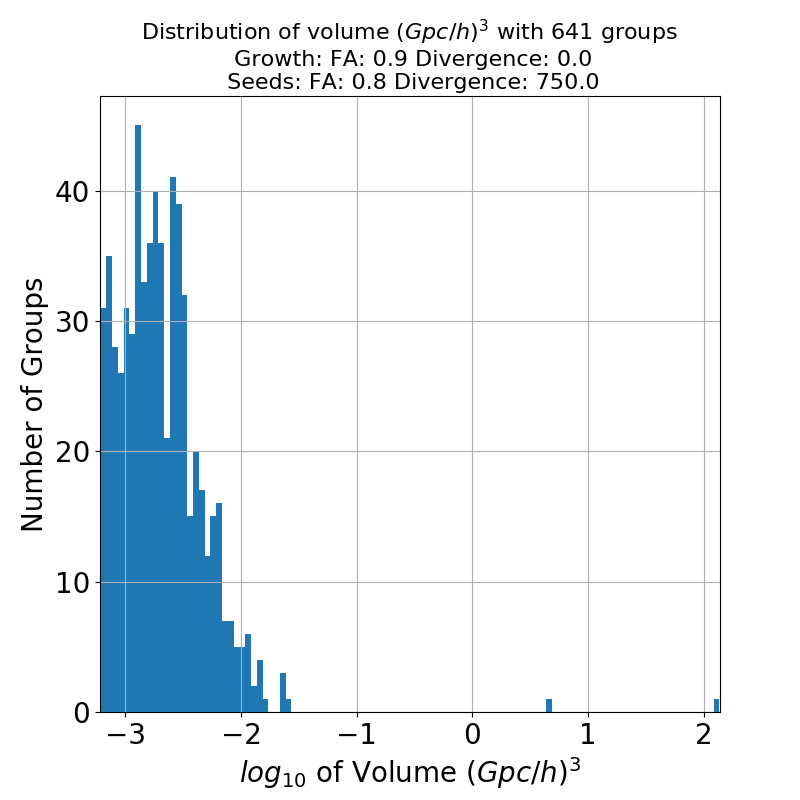 Distribution of volume (Gpc/h)³ with 641 groups
Growth: FA: 0.9 Divergence: 0.0
Seeds: FA: 0.8 Divergence: 750.0
Number of Groups
40
30
20
10
0
−3 −2 −1 0 1 2
log₁₀ of Volume (Gpc/h)³